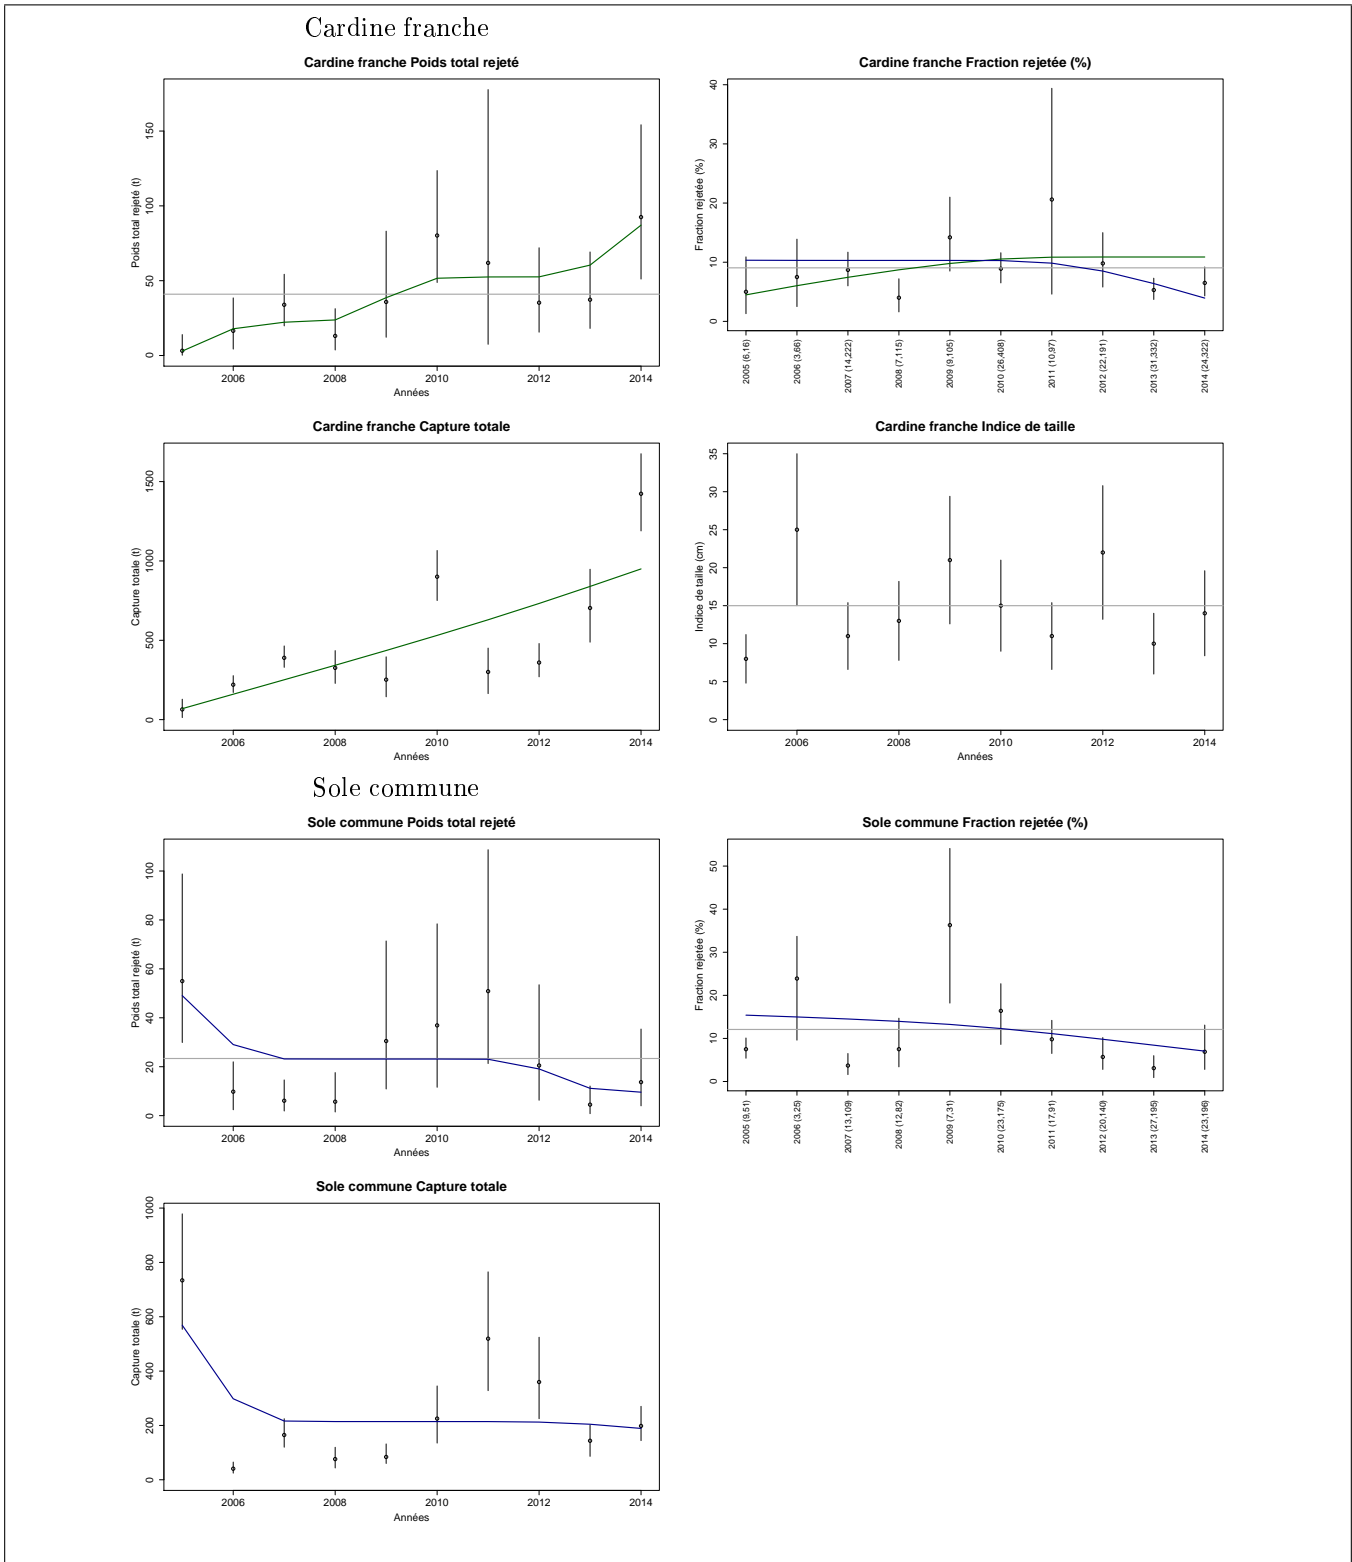 Cardine franche
Cardine franche Poids total rejeté
Poids total rejeté (t)
0 50 100 150
2006 2008 2010 2012 2014
Années
Cardine franche Fraction rejetée (%)
Fraction rejetée (%)
0 10 20 30 40
2005 (6,16)
2006 (3,66)
2007 (14,222)
2008 (7,115)
2009 (9,105)
2010 (26,408)
2011 (10,97)
2012 (22,191)
2013 (31,332)
2014 (24,322)
Cardine franche Capture totale
Capture totale (t)
0 500 1000 1500
2006 2008 2010 2012 2014
Années
Cardine franche Indice de taille
Indice de taille (cm)
0 5 10 15 20 25 30 35
2006 2008 2010 2012 2014
Années
Sole commune
Sole commune Poids total rejeté
Poids total rejeté (t)
0 20 40 60 80 100
2006 2008 2010 2012 2014
Années
Sole commune Fraction rejetée (%)
Fraction rejetée (%)
0 10 20 30 40 50
2005 (9,51)
2006 (3,25)
2007 (13,109)
2008 (12,82)
2009 (7,31)
2010 (23,175)
2011 (17,91)
2012 (20,140)
2013 (27,195)
2014 (23,196)
Sole commune Capture totale
Capture totale (t)
0 200 400 600 800 1000
2006 2008 2010 2012 2014
Années